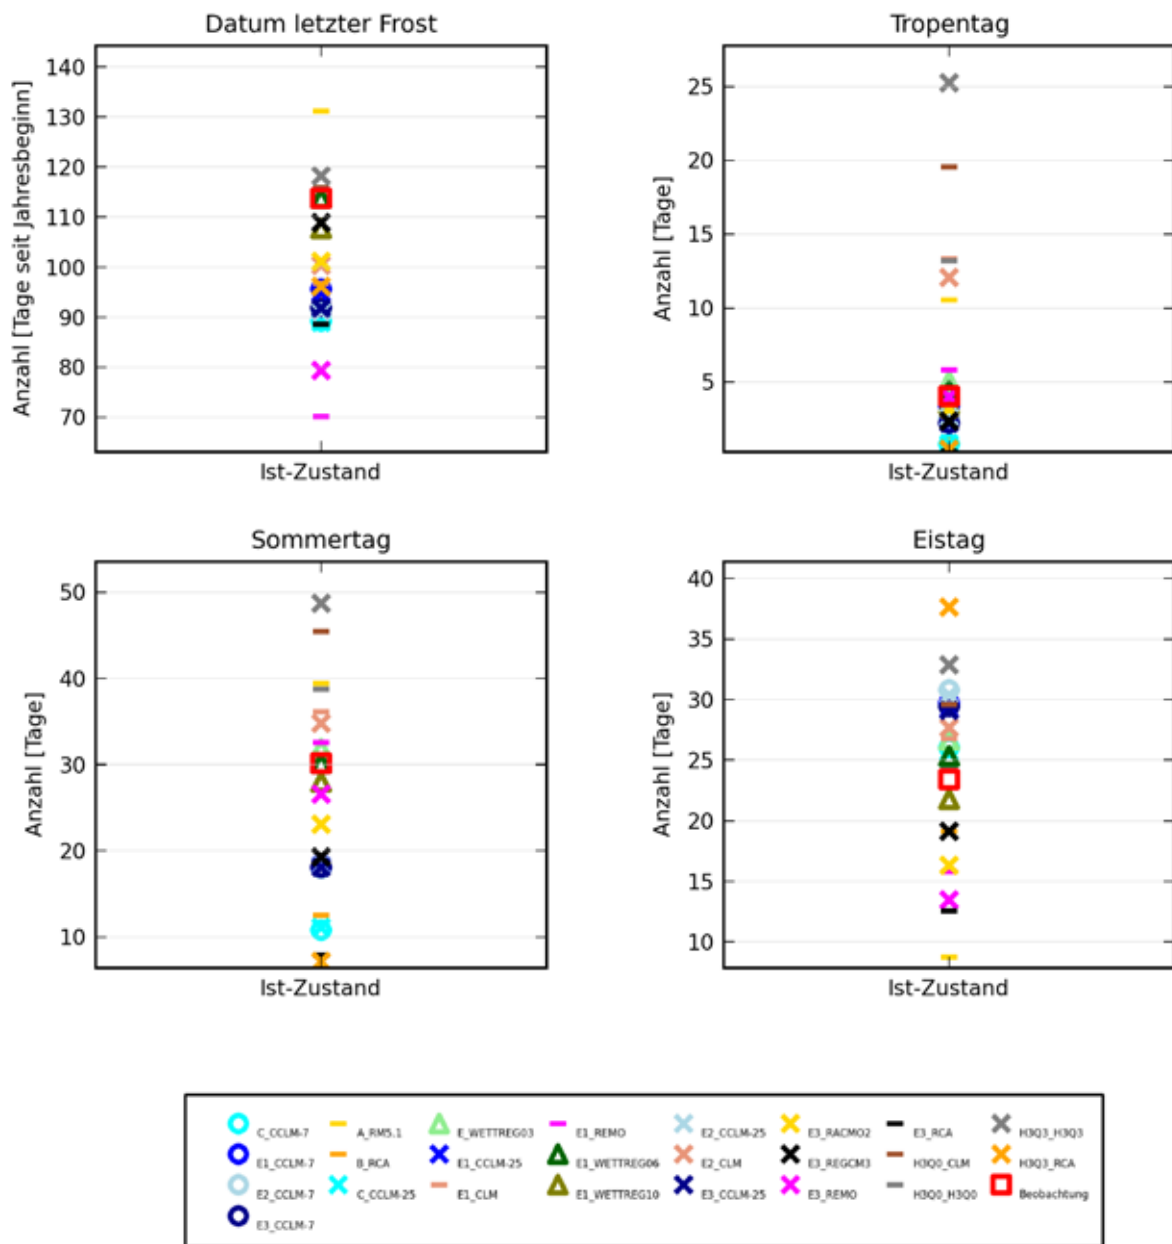 Datum letzter Frost
Anzahl [Tage seit Jahresbeginn]
140
130
120
110
100
90
80
70
Ist-Zustand
Tropentag
Anzahl [Tage]
25
20
15
10
5
Ist-Zustand
Sommertag
Anzahl [Tage]
50
40
30
20
10
Ist-Zustand
Eistag
Anzahl [Tage]
40
35
30
25
20
15
10
Ist-Zustand
C_CCLM-7 A_RM5.1 E_WETTREG03 E1_REMO E2_CCLM-25 E3_RACMO2 E3_RCA H3Q3_H3Q3
E1_CCLM-7 B_RCA E1_CCLM-25 E1_WETTREG06 E2_CLM E3_REGCM3 H3Q0_CLM H3Q3_RCA
E2_CCLM-7 C_CCLM-25 E1_CLM E1_WETTREG10 E3_CCLM-25 E3_REMO H3Q0_H3Q0 Beobachtung
E3_CCLM-7